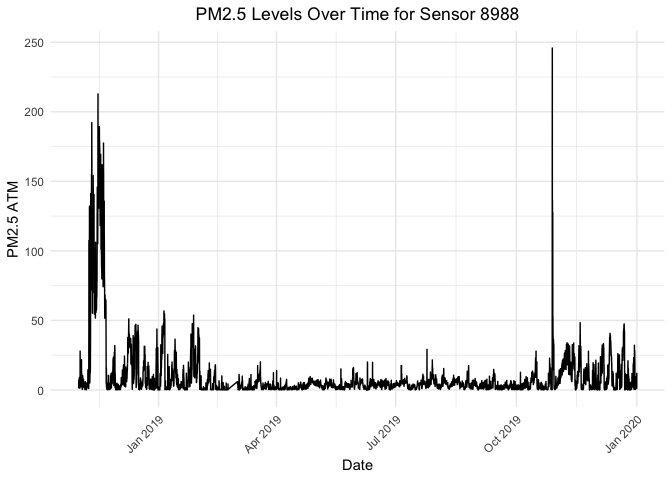 PM2.5 Levels Over Time for Sensor 8988
250
200
150
100
50
0
PM2.5 ATM
Jan 2019
Apr 2019
Jul 2019
Oct 2019
Jan 2020
Date